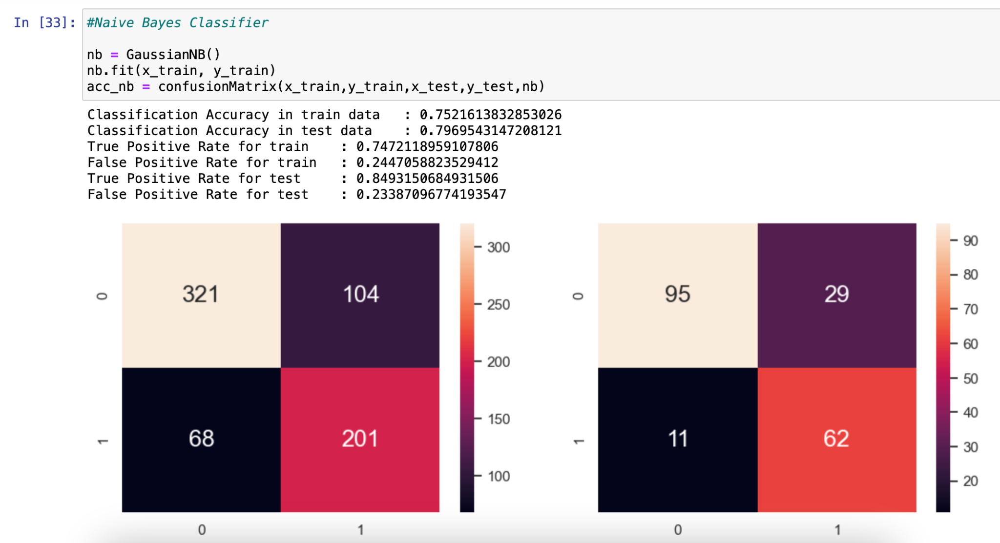 In [33]: #Naive Bayes Classifier
nb = GaussianNB()
nb.fit(x_train, y_train)
acc_nb = confusionMatrix(x_train,y_train,x_test,y_test,nb)
Classification Accuracy in train data : 0.7521613832853026
Classification Accuracy in test data : 0.7969543147208121
True Positive Rate for train : 0.7472118959107806
False Positive Rate for train : 0.2447058823529412
True Positive Rate for test : 0.8493150684931506
False Positive Rate for test : 0.23387096774193547
0 321 104
1 68 201
0 1
300
250
200
150
100
0 95 29
1 11 62
0 1
90
80
70
60
50
40
30
20